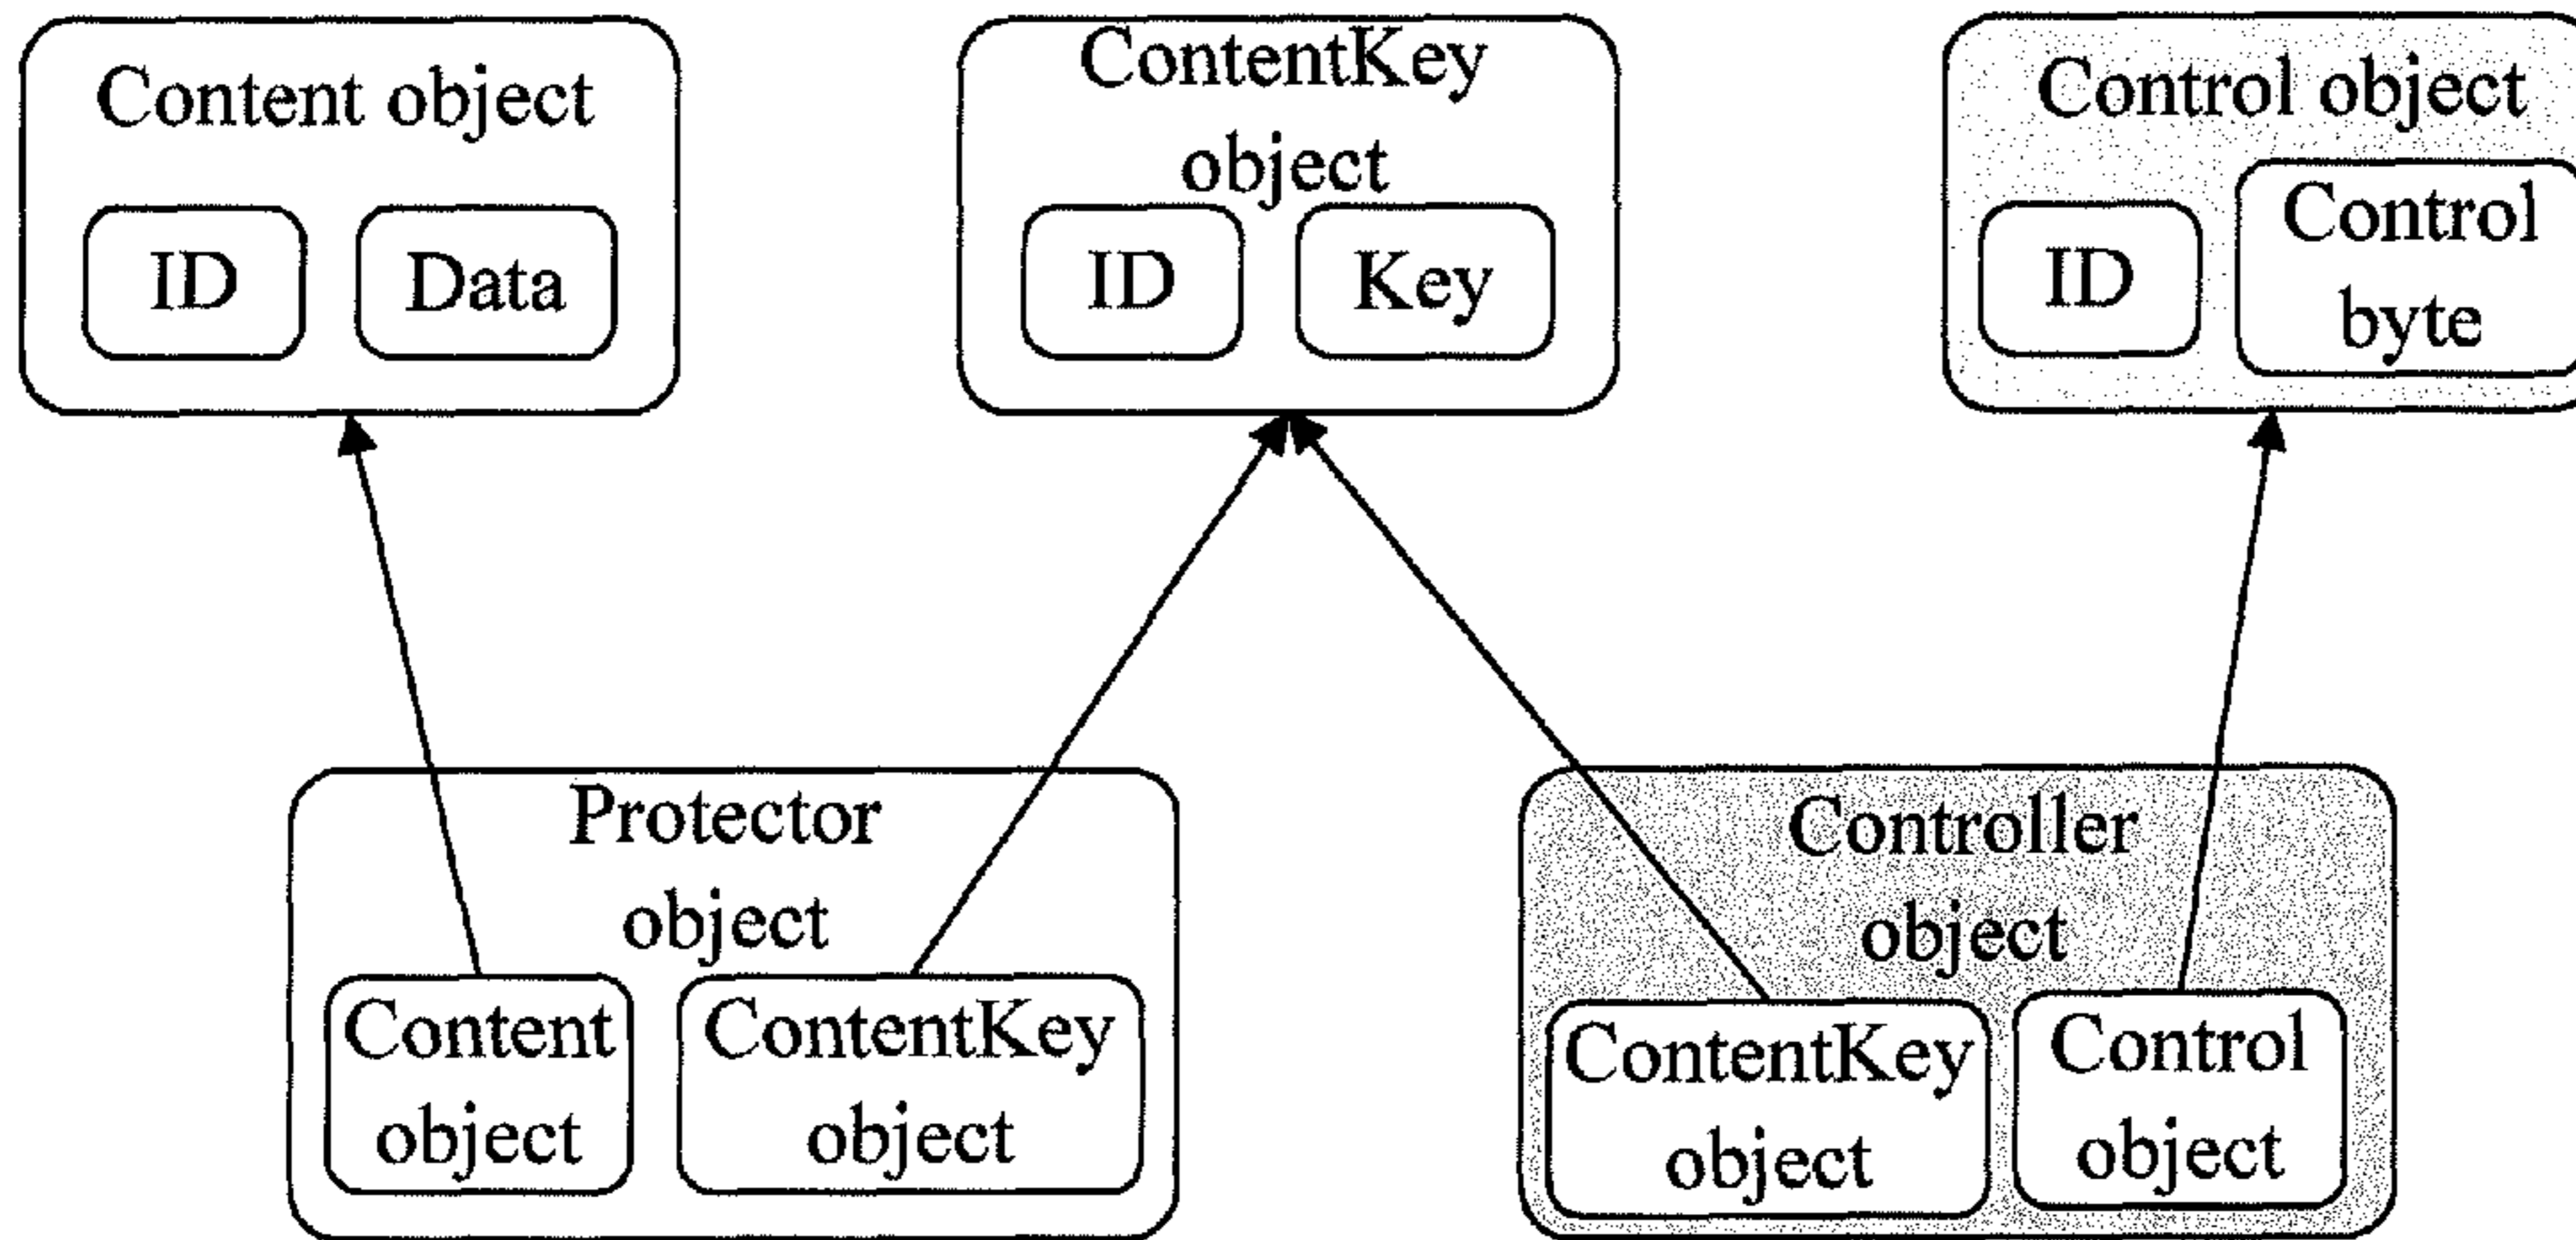 Content object
ID
Data
ContentKey
object
ID
Key
Control object
ID
Control
byte
Protector
object
Content
object
ContentKey
object
Controller
object
ContentKey
object
Control
object